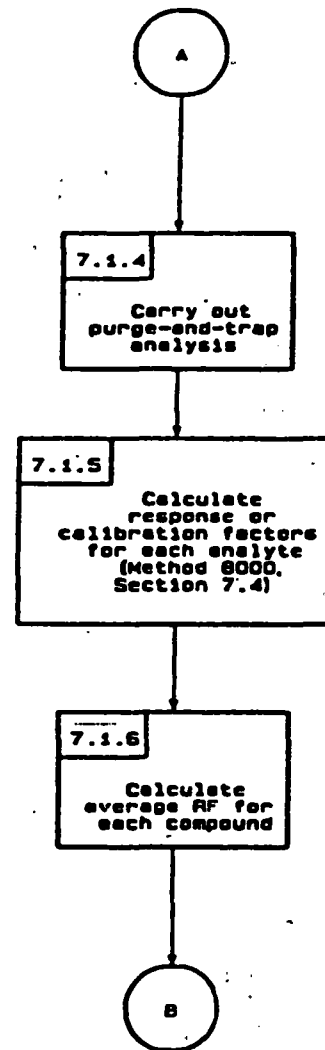 A
7.1.4
Carry out
purge-and-trap
analysis
7.1.5
Calculate
response or
calibration factors
for each analyte
(Method 8000,
Section 7.4)
7.1.6
Calculate
average RF for
each compound
B